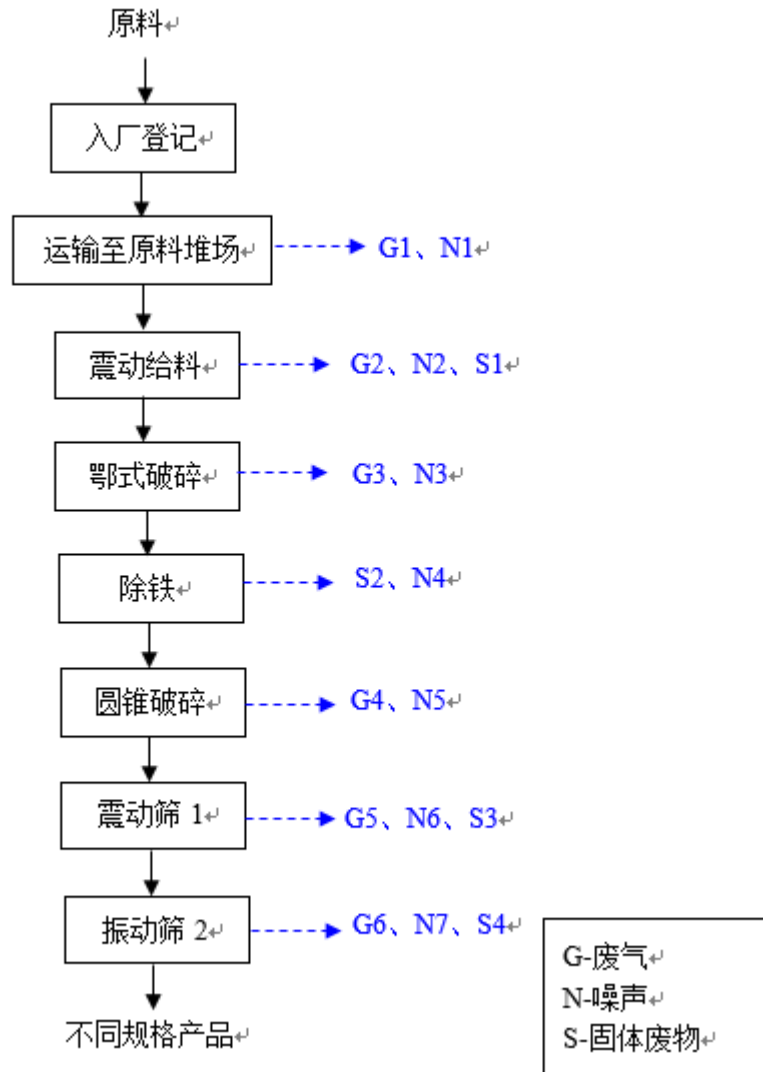 原料
入厂登记
运输至原料堆场
G1、N1
震动给料
G2、N2、S1
鄂式破碎
G3、N3
除铁
S2、N4
圆锥破碎
G4、N5
震动筛 1
G5、N6、S3
振动筛 2
G6、N7、S4
不同规格产品
G-废气
N-噪声
S-固体废物